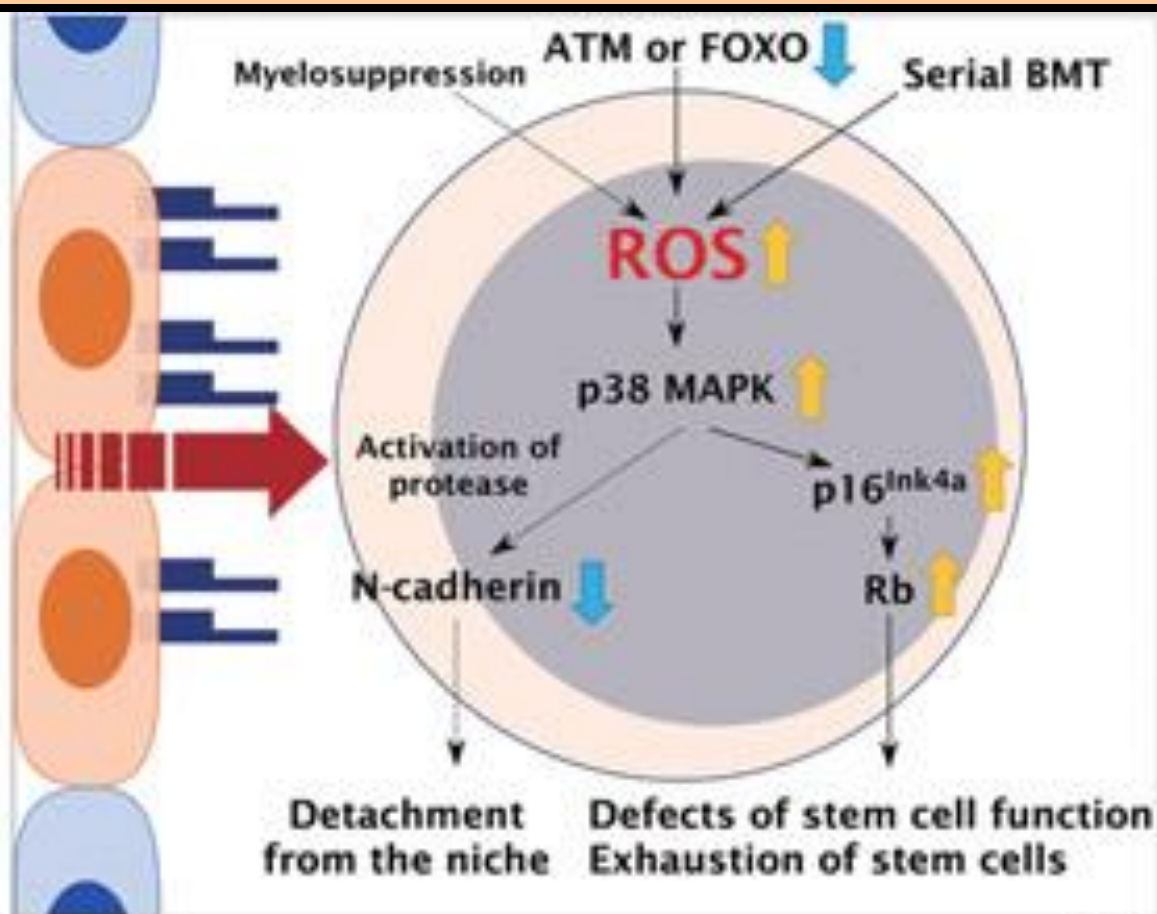 ATM or FOXO
Myelosuppression
Serial BMT
ROS
p38 MAPK
Activation of
protease
p16Ink4a
N-cadherin
Rb
Detachment
from the niche
Defects of stem cell function
Exhaustion of stem cells